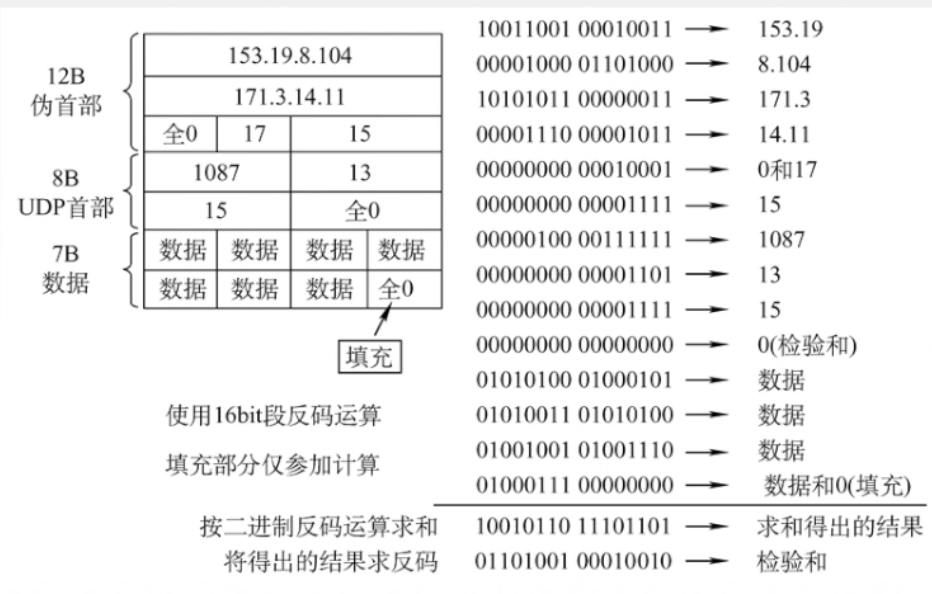 12B
伪首部
153.19.8.104
171.3.14.11
全0 17 15
8B
UDP首部
1087 13
15 全0
7B
数据
数据 数据 数据 数据
数据 数据 数据 全0
填充
使用16bit段反码运算
填充部分仅参加计算
10011001 00010011 → 153.19
00001000 01101000 → 8.104
10101011 00000011 → 171.3
00001110 00001011 → 14.11
00000000 00010001 → 0和17
00000000 00001111 → 15
00000100 00111111 → 1087
00000000 00001101 → 13
00000000 00001111 → 15
00000000 00000000 → 0(检验和)
01010100 01000101 → 数据
01010011 01010100 → 数据
01001001 01001110 → 数据
01000111 00000000 → 数据和0(填充)
按二进制反码运算求和 10010110 11101101 → 求和得出的结果
将得出的结果求反码 01101001 00010010 → 检验和